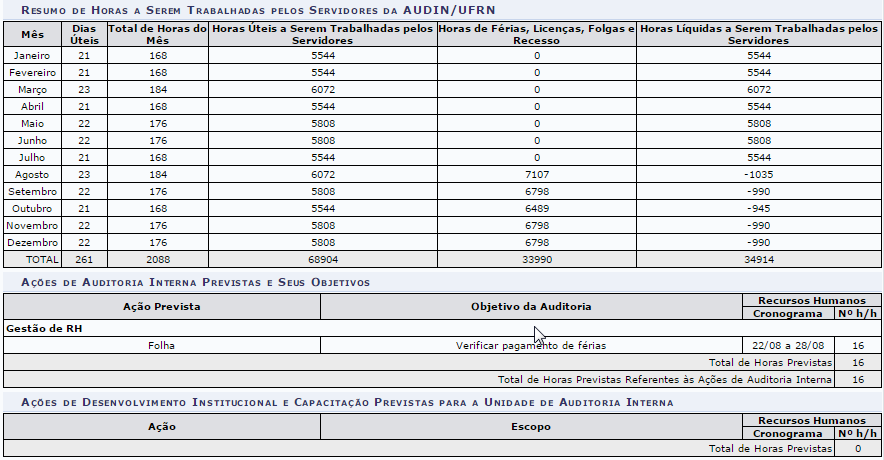 Resumo de Horas a Serem Trabalhadas pelos Servidores da AUDIN/UFRN
Mês Dias Úteis Total de Horas do Mês Horas Úteis a Serem Trabalhadas pelos Servidores Horas de Férias, Licenças, Folgas e Recesso Horas Líquidas a Serem Trabalhadas pelos Servidores
Janeiro 21 168 5544 0 5544
Fevereiro 21 168 5544 0 5544
Março 23 184 6072 0 6072
Abril 21 168 5544 0 5544
Maio 22 176 5808 0 5808
Junho 22 176 5808 0 5808
Julho 21 168 5544 0 5544
Agosto 23 184 6072 7107 -1035
Setembro 22 176 5808 6798 -990
Outubro 21 168 5544 6489 -945
Novembro 22 176 5808 6798 -990
Dezembro 22 176 5808 6798 -990
TOTAL 261 2088 68904 33990 34914
Ações de Auditoria Interna Previstas e Seus Objetivos
Ação Prevista Objetivo da Auditoria Recursos Humanos
Cronograma Nº h/h
Gestão de RH
Folha Verificar pagamento de férias 22/08 a 28/08 16
Total de Horas Previstas 16
Total de Horas Previstas Referentes às Ações de Auditoria Interna 16
Ações de Desenvolvimento Institucional e Capacitação Previstas para a Unidade de Auditoria Interna
Ação Escopo Recursos Humanos
Cronograma Nº h/h
Total de Horas Previstas 0